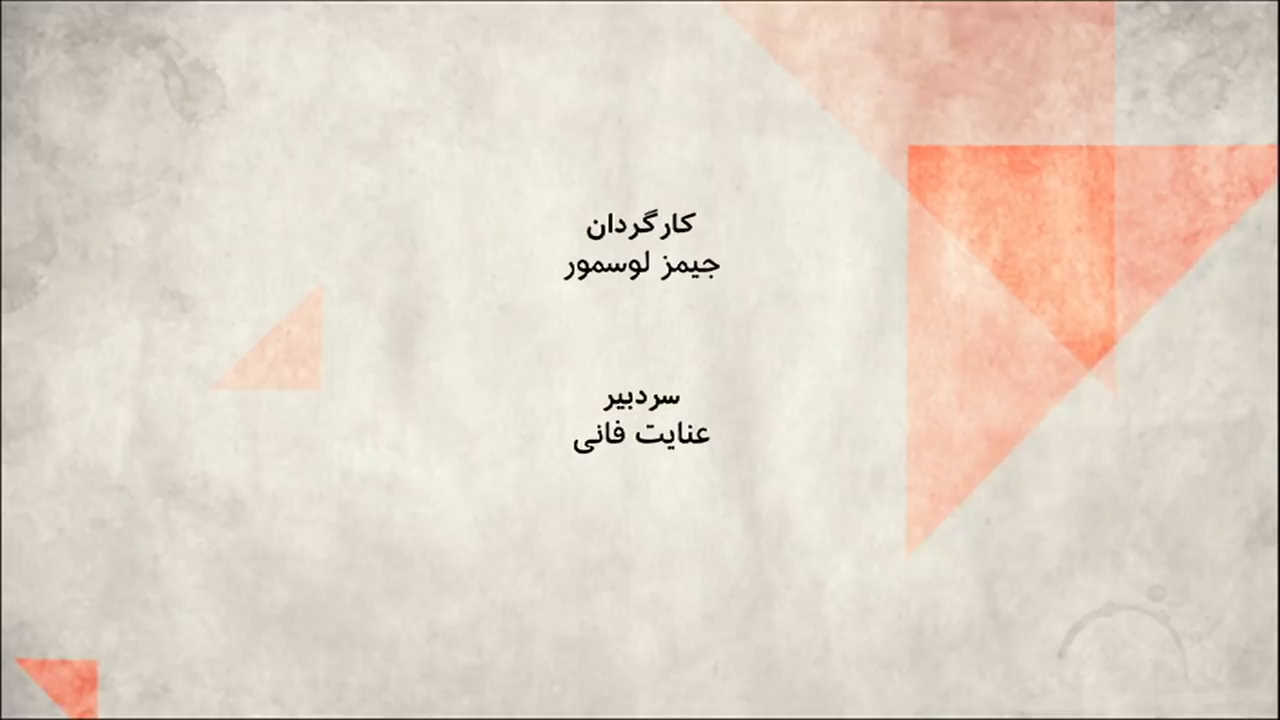 کارگردان
جیمز لوسمور
سردبیر
عنایت فانی